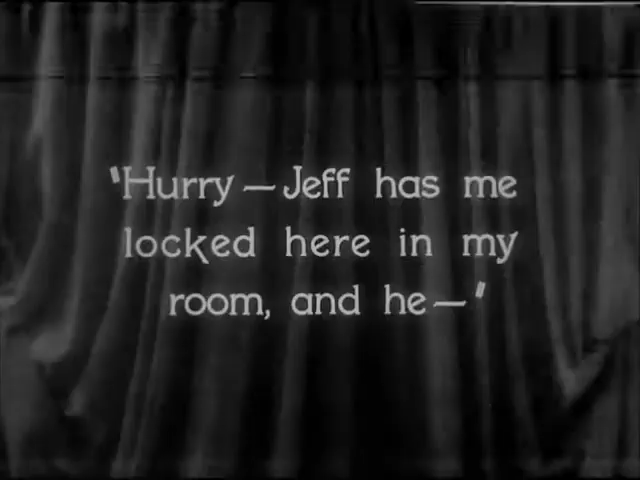 "Hurry — Jeff has me
locked here in my
room, and he — "